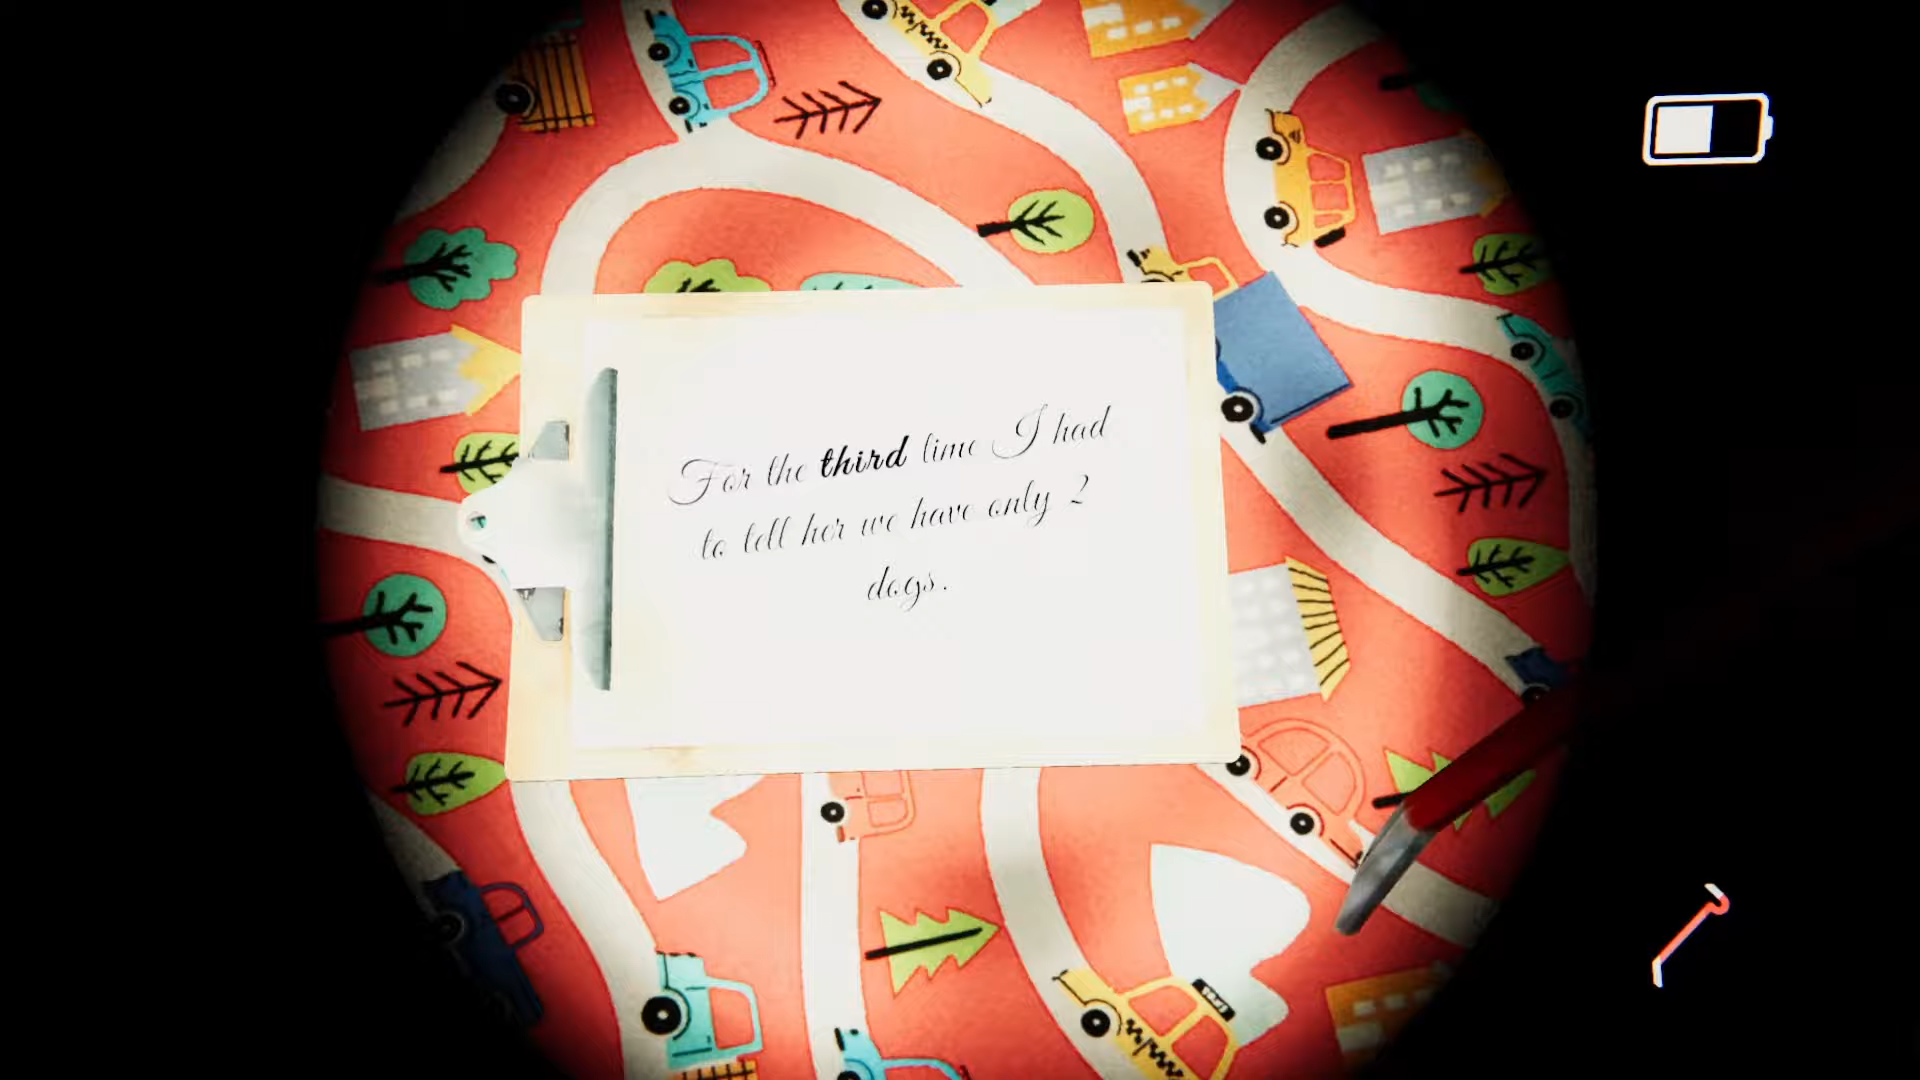 For the third time I had
to tell her we have only 2
dogs.